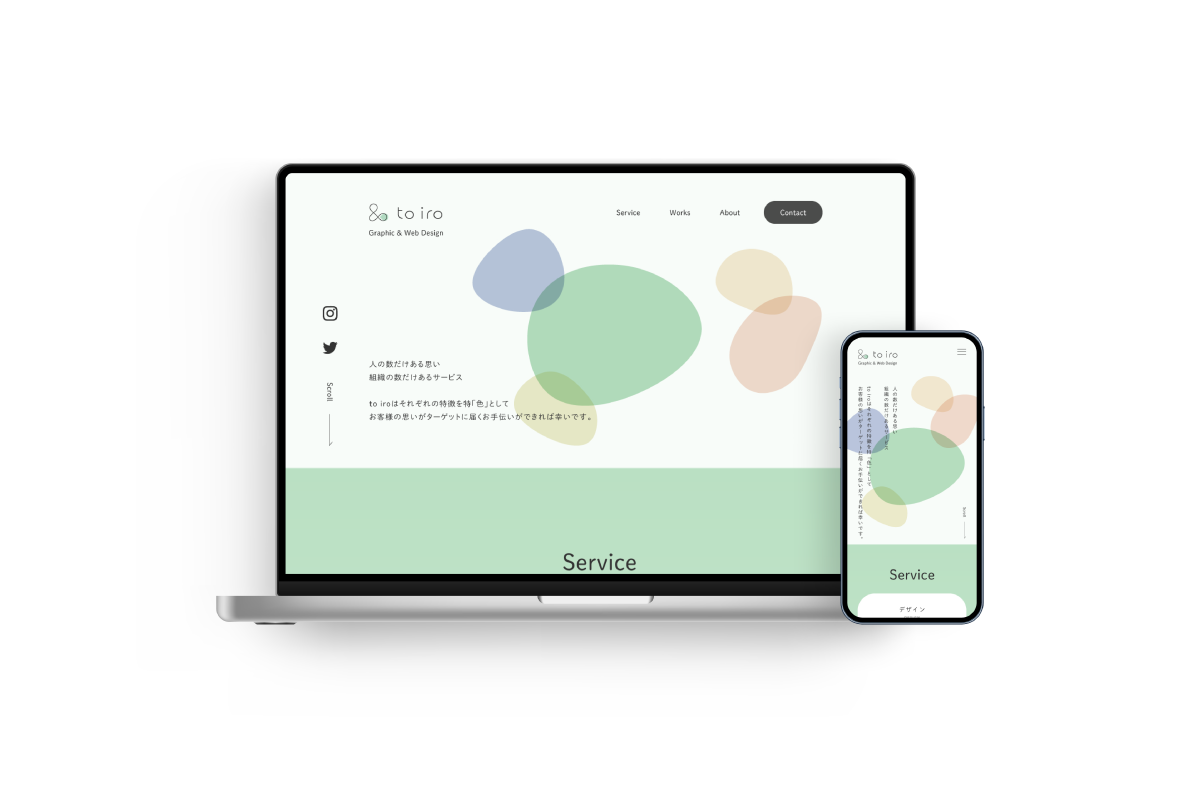 to iro
Graphic & Web Design
Service
Works
About
Contact
Scroll
人の数だけある思い
組織の数だけあるサービス
to iroはそれぞれの特徴を特「色」として
お客様の思いがターゲットに届くお手伝いができれば幸いです。
Service
to iro
Graphic & Web Design
人の数だけある思い
組織の数だけあるサービス
to iroはそれぞれの特徴を特「色」として
お客様の思いがターゲットに届くお手伝いができれば幸いです。
Scroll
Service
デザイン